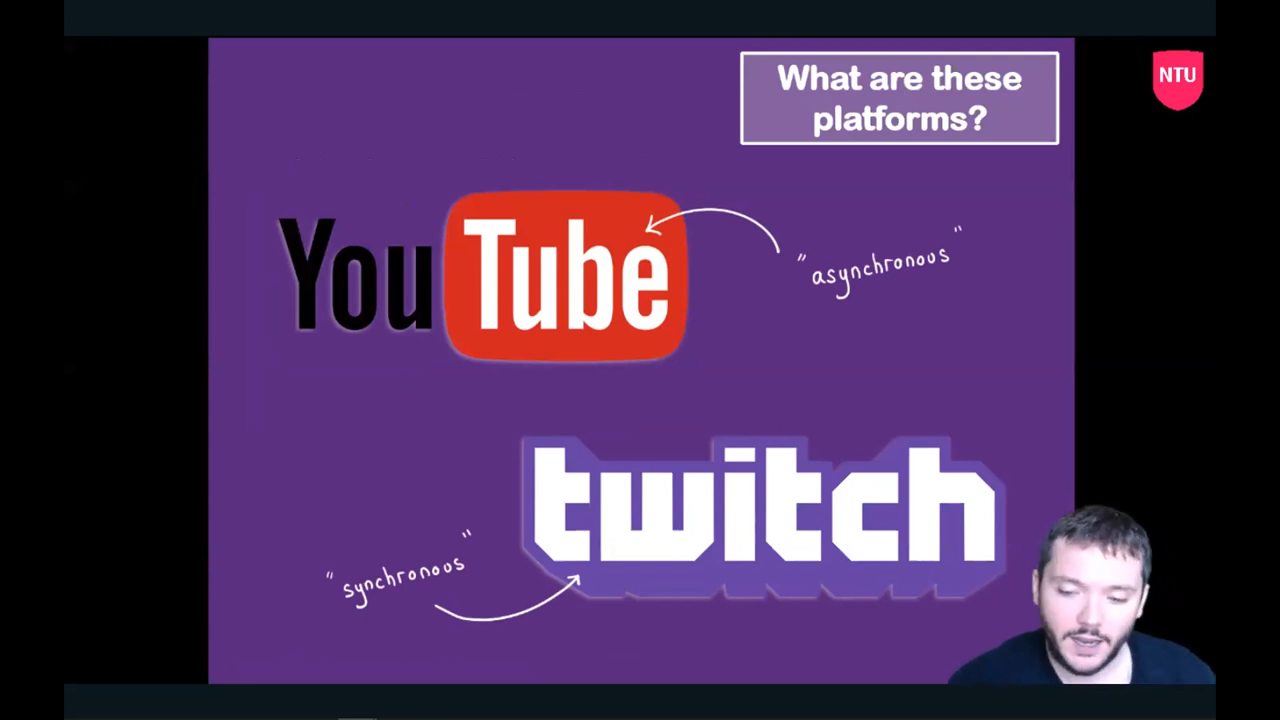 What are these
platforms?
NTU
YouTube
"asynchronous"
twitch
"synchronous"